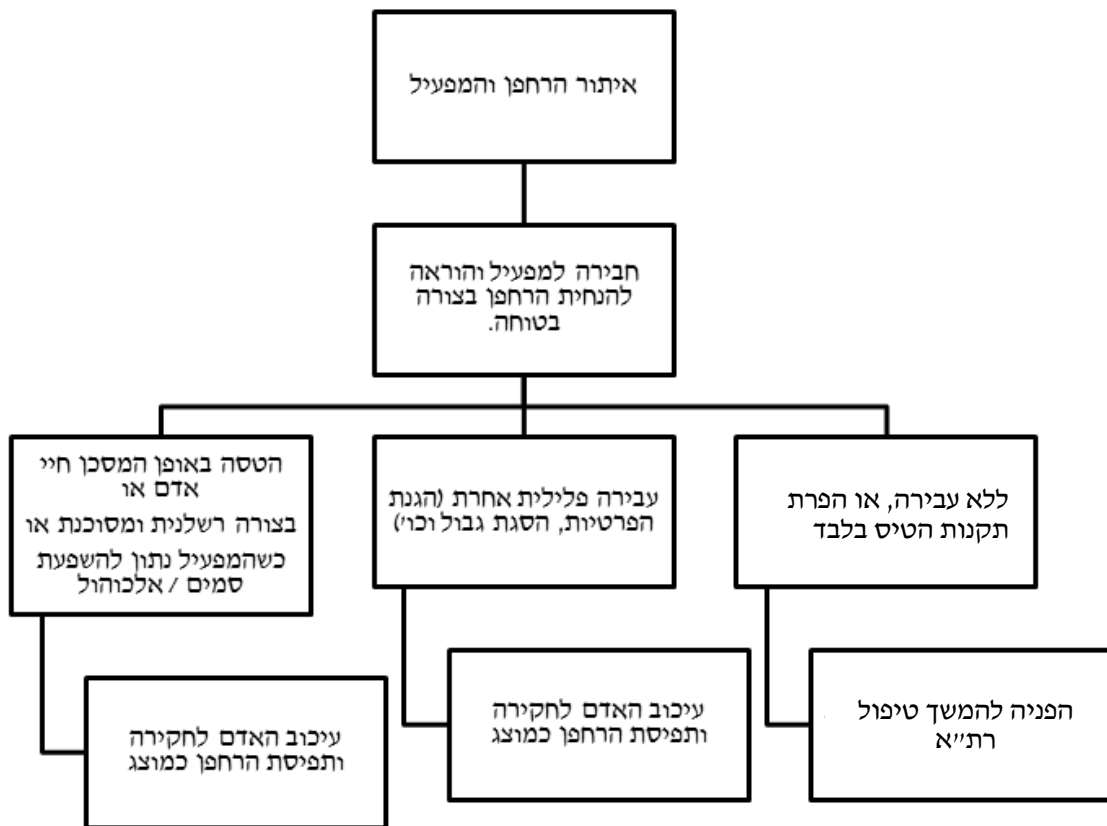 איתור הרחפן והמפעיל
חבירה למפעיל והוראה
להנחית הרחפן בצורה
בטוחה.
ללא עבירה, או הפרת
תקנות הטיס בלבד
הפניה להמשך טיפול
רת״א
עבירה פלילית אחרת (הגנת
הפרטיות, הסגת גבול וכו׳)
עיכוב האדם לחקירה
ותפיסת הרחפן כמוצג
הטסה באופן המסכן חיי
אדם או
בצורה רשלנית ומסוכנת או
כשהמפעיל נתון להשפעת
סמים / אלכוהול
עיכוב האדם לחקירה
ותפיסת הרחפן כמוצג